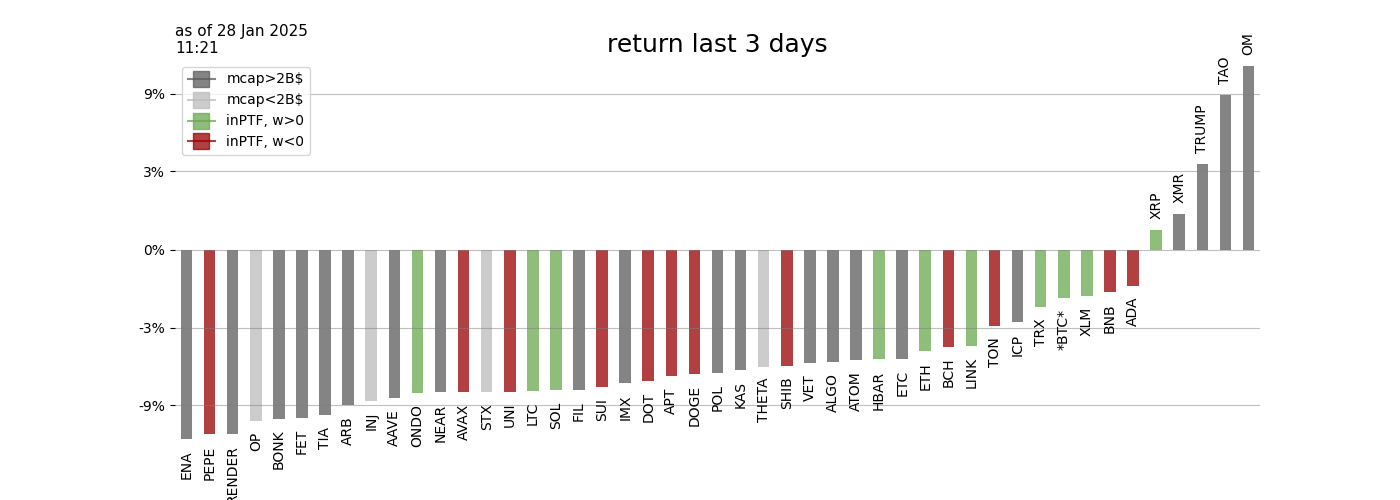 as of 28 Jan 2025
11:21
return last 3 days
mcap>2B$
mcap<2B$
inPTF, w>0
inPTF, w<0
9%
3%
0%
-3%
-9%
ENA
PEPE
RENDER
OP
BONK
FET
TIA
ARB
INJ
AAVE
ONDO
NEAR
AVAX
STX
UNI
LTC
SOL
FIL
SUI
IMX
DOT
APT
DOGE
POL
KAS
THETA
SHIB
VET
ALGO
ATOM
HBAR
ETC
ETH
BCH
LINK
TON
ICP
TRX
*BTC*
XLM
BNB
ADA
XRP
XMR
TRUMP
TAO
OM